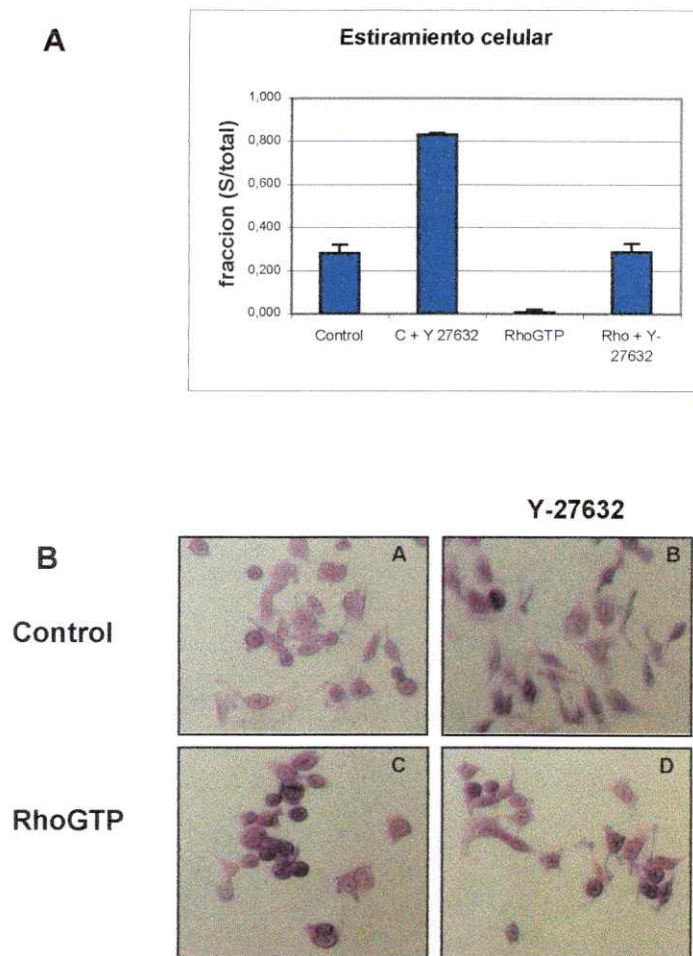 A
Estiramiento celular
fraccion (S/total)
1,000
0,800
0,600
0,400
0,200
0,000
Control
C + Y 27632
RhoGTP
Rho + Y-
27632
Y-27632
B
A
B
Control
C
D
RhoGTP